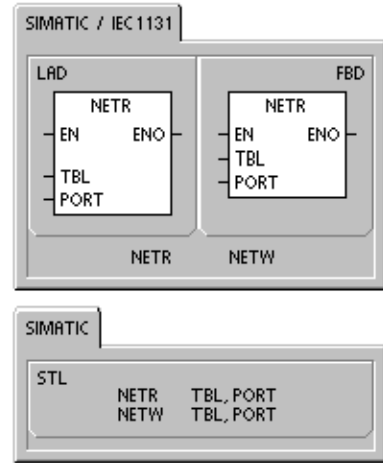 SIMATIC / IEC1131
LAD FBD
NETR NETR
EN ENO EN ENO
TBL TBL
PORT PORT
NETR NETW
SIMATIC
STL
NETR TBL, PORT
NETW TBL, PORT